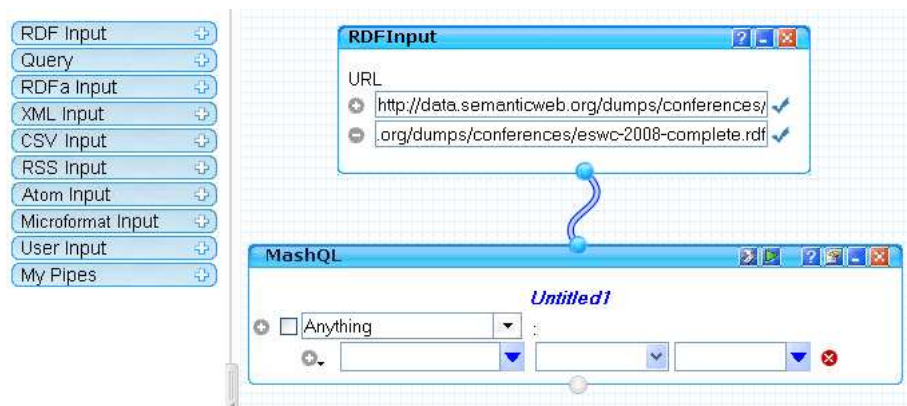 RDF Input
Query
RDFa Input
XML Input
CSV Input
RSS Input
Atom Input
Microformat Input
User Input
My Pipes
RDFInput
URL
http://data.semanticweb.org/dumps/conferences/
.org/dumps/conferences/eswc-2008-complete.rdf
MashQL
Untitled1
Anything :